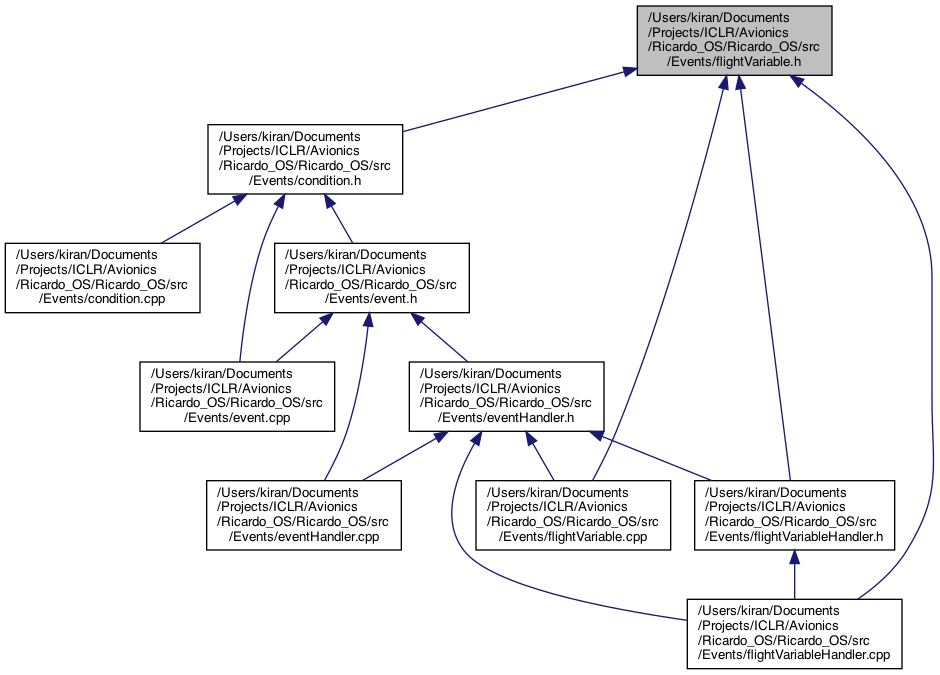 /Users/kiran/Documents
/Projects/ICLR/Avionics
/Ricardo_OS/Ricardo_OS/src
/Events/flightVariable.h
/Users/kiran/Documents
/Projects/ICLR/Avionics
/Ricardo_OS/Ricardo_OS/src
/Events/condition.h
/Users/kiran/Documents
/Projects/ICLR/Avionics
/Ricardo_OS/Ricardo_OS/src
/Events/condition.cpp
/Users/kiran/Documents
/Projects/ICLR/Avionics
/Ricardo_OS/Ricardo_OS/src
/Events/event.h
/Users/kiran/Documents
/Projects/ICLR/Avionics
/Ricardo_OS/Ricardo_OS/src
/Events/event.cpp
/Users/kiran/Documents
/Projects/ICLR/Avionics
/Ricardo_OS/Ricardo_OS/src
/Events/eventHandler.h
/Users/kiran/Documents
/Projects/ICLR/Avionics
/Ricardo_OS/Ricardo_OS/src
/Events/eventHandler.cpp
/Users/kiran/Documents
/Projects/ICLR/Avionics
/Ricardo_OS/Ricardo_OS/src
/Events/flightVariable.cpp
/Users/kiran/Documents
/Projects/ICLR/Avionics
/Ricardo_OS/Ricardo_OS/src
/Events/flightVariableHandler.h
/Users/kiran/Documents
/Projects/ICLR/Avionics
/Ricardo_OS/Ricardo_OS/src
/Events/flightVariableHandler.cpp